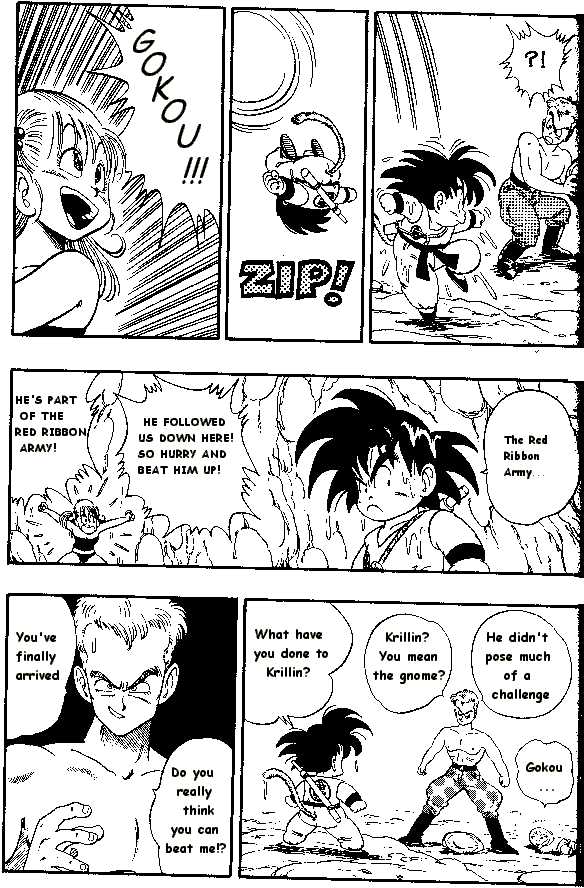 GOKOU!!!
ZIP!
?!
HE'S PART
OF THE
RED RIBBON
ARMY!
HE FOLLOWED
US DOWN HERE!
SO HURRY AND
BEAT HIM UP!
The Red
Ribbon
Army...
You've
finally
arrived
Do you
really
think
you can
beat me!?
What have
you done to
Krillin?
Krillin?
You mean
the gnome?
He didn't
pose much
of a
challenge
Gokou
...